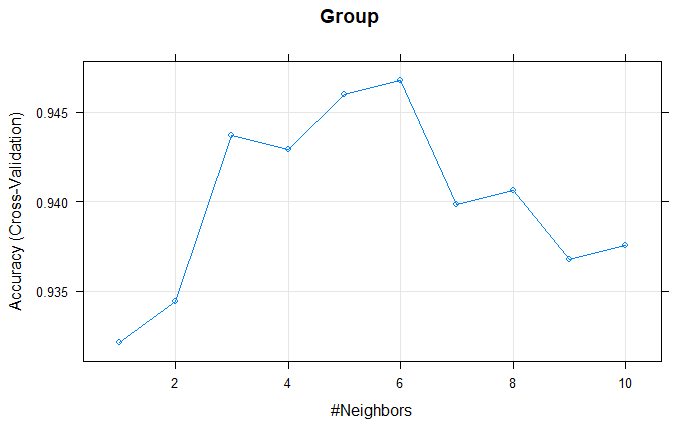 Group
Accuracy (Cross-Validation)
0.945
0.940
0.935
2 4 6 8 10
#Neighbors